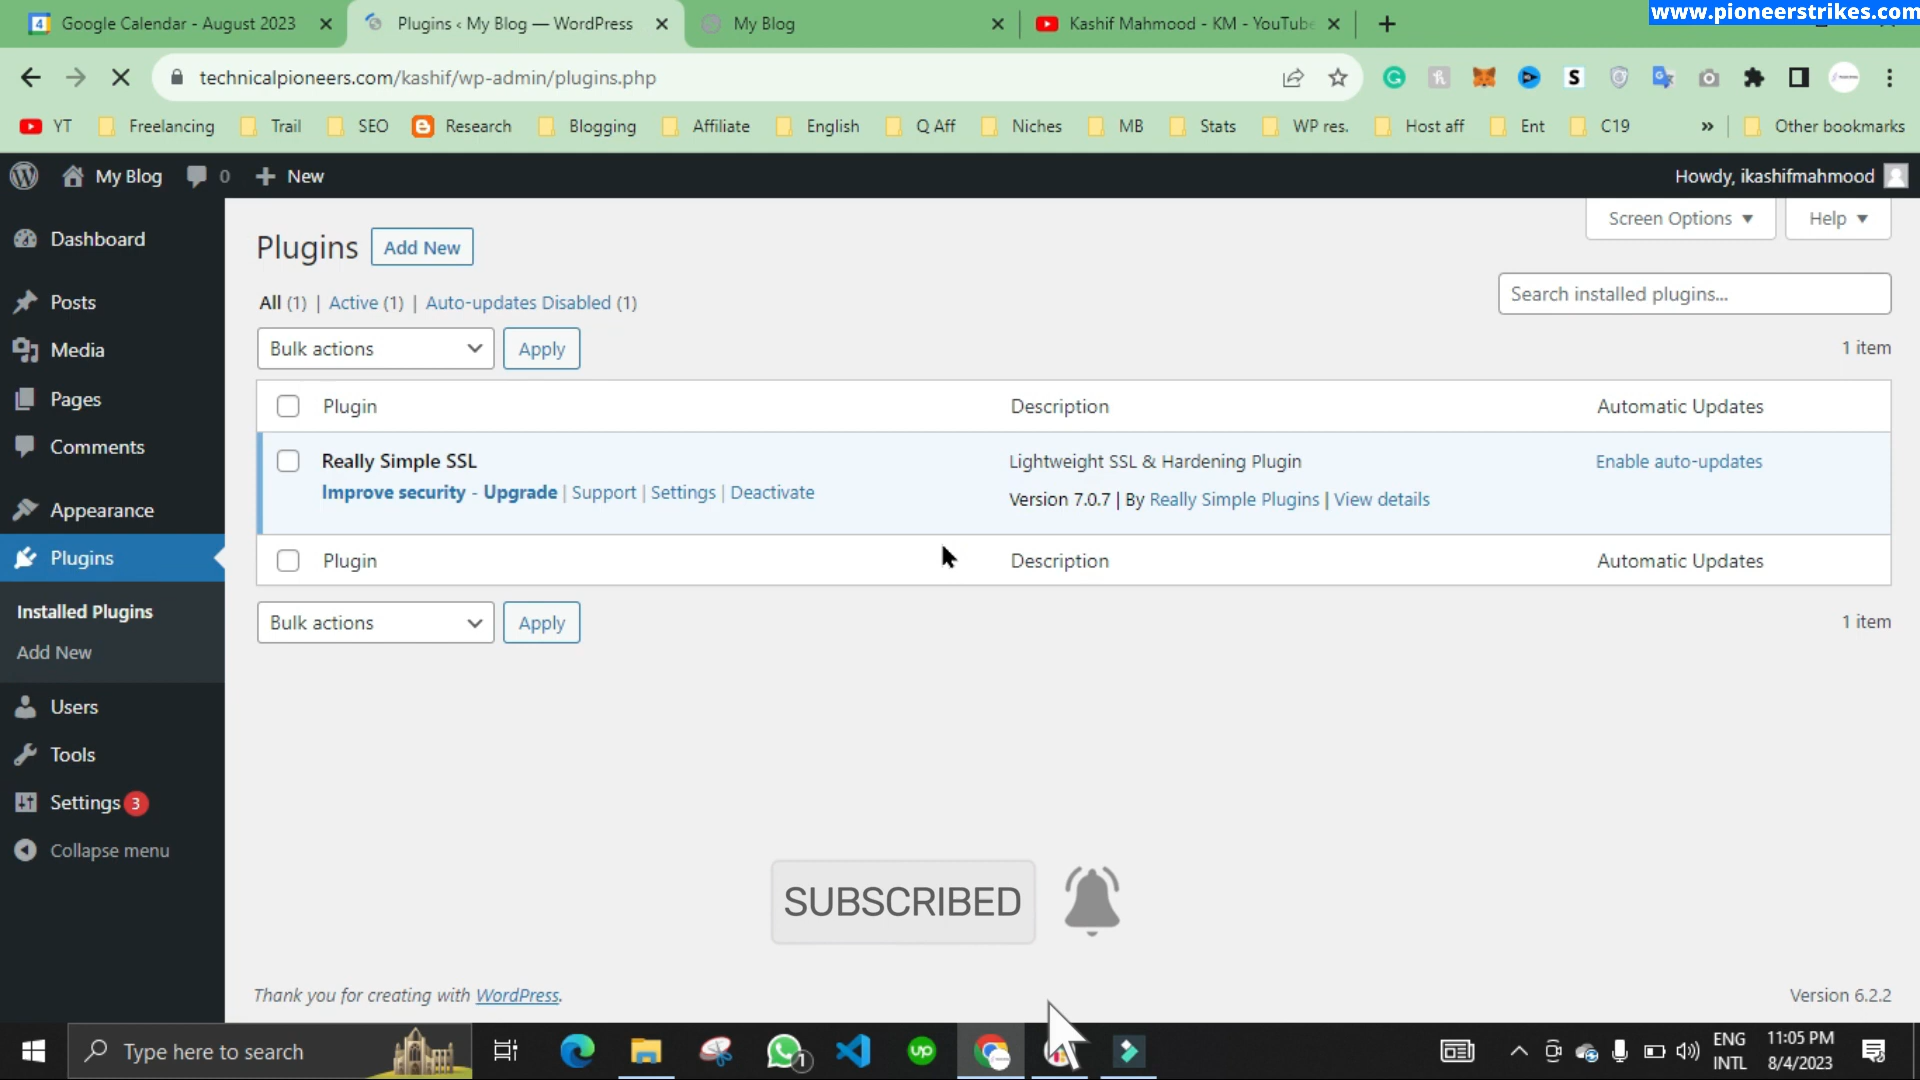 Google Calendar - August 2023
Plugins ‹ My Blog — WordPress
My Blog
Kashif Mahmood - KM - YouTube
www.pioneerstrikes.com
technicalpioneers.com/kashif/wp-admin/plugins.php
YT
Freelancing
Trail
SEO
Research
Blogging
Affiliate
English
Q Aff
Niches
MB
Stats
WP res.
Host aff
Ent
C19
»
Other bookmarks
My Blog
0
+ New
Howdy, ikashifmahmood
Screen Options
Help
Dashboard
Posts
Media
Pages
Comments
Appearance
Plugins
Installed Plugins
Add New
Users
Tools
Settings 3
Collapse menu
Plugins
Add New
All (1) | Active (1) | Auto-updates Disabled (1)
Search installed plugins...
Bulk actions
Apply
1 item
Plugin
Description
Automatic Updates
Really Simple SSL
Improve security - Upgrade | Support | Settings | Deactivate
Lightweight SSL & Hardening Plugin
Version 7.0.7 | By Really Simple Plugins | View details
Enable auto-updates
Plugin
Description
Automatic Updates
Bulk actions
Apply
1 item
SUBSCRIBED
Thank you for creating with WordPress.
Version 6.2.2
Type here to search
1
up
ENG
INTL
11:05 PM
8/4/2023